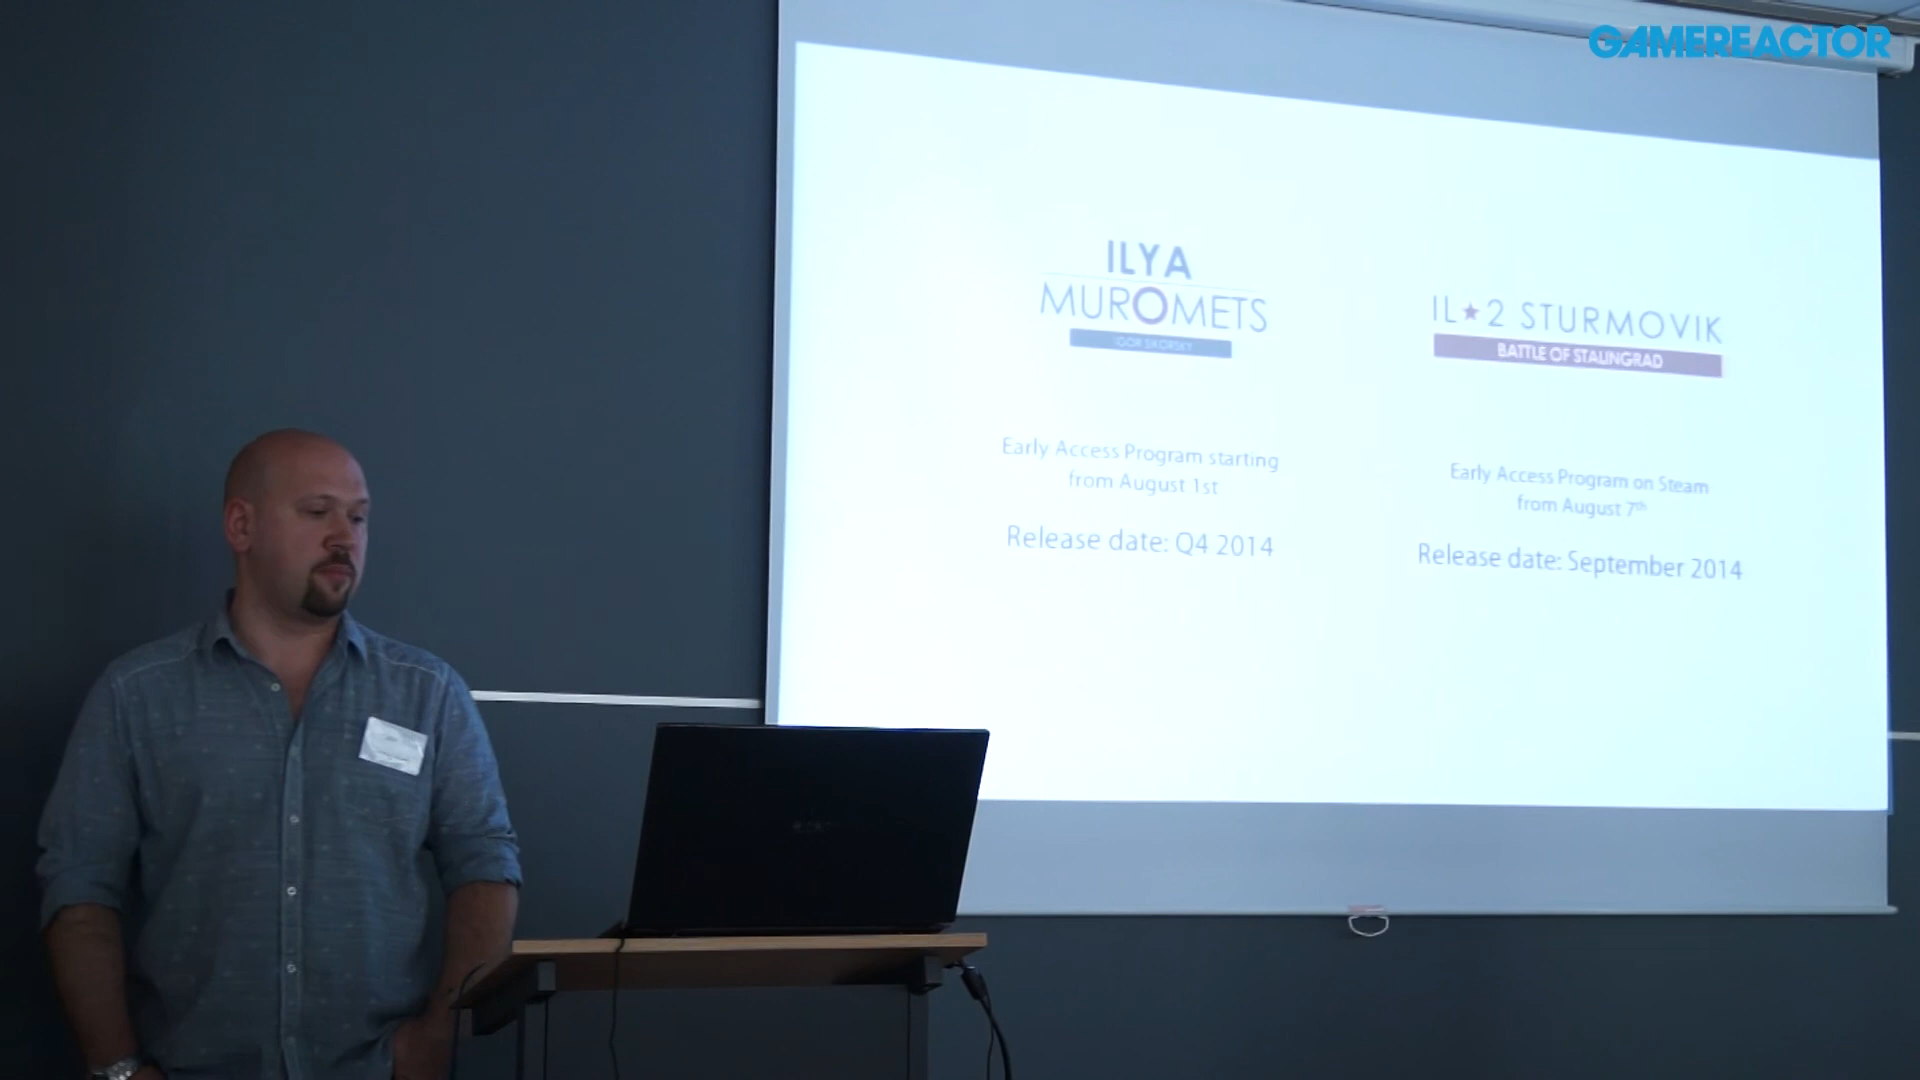 GAMEREACTOR
ILYA
MUROMETS
IGOR SIKORSKY
Early Access Program starting
from August 1st
Release date: Q4 2014
IL★2 STURMOVIK
BATTLE OF STALINGRAD
Early Access Program on Steam
from August 7th
Release date: September 2014